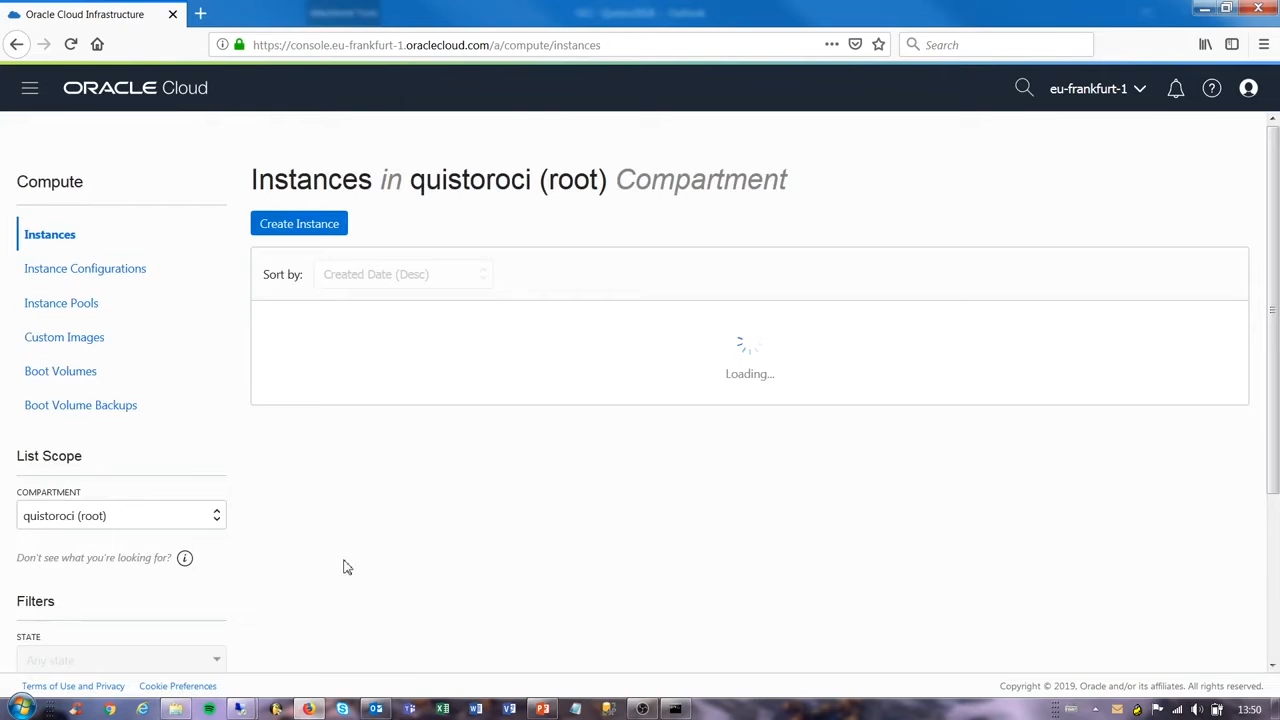 Oracle Cloud Infrastructure
https://console.eu-frankfurt-1.oraclecloud.com/a/compute/instances
Search
ORACLE Cloud
eu-frankfurt-1
Compute
Instances in quistoroci (root) Compartment
Create Instance
Instances
Instance Configurations
Instance Pools
Custom Images
Boot Volumes
Boot Volume Backups
Sort by: Created Date (Desc)
Loading...
List Scope
COMPARTMENT
quistoroci (root)
Don't see what you're looking for?
Filters
STATE
Any state
Terms of Use and Privacy
Cookie Preferences
Copyright © 2019, Oracle and/or its affiliates. All rights reserved.
13:50